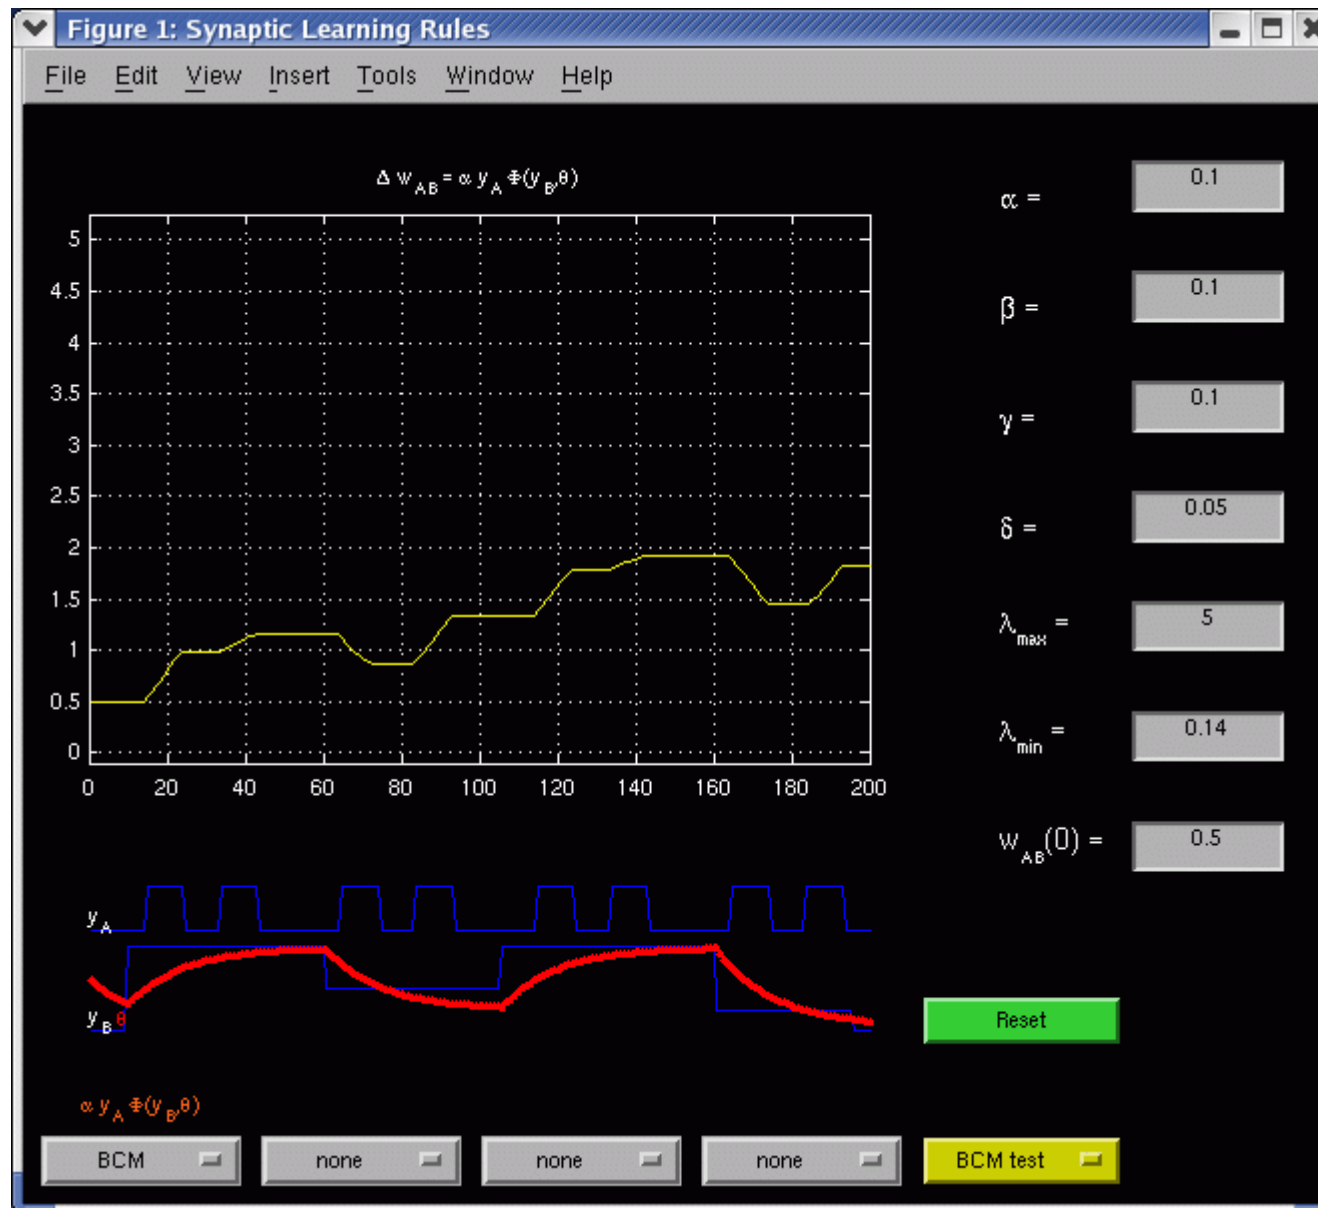 Figure 1: Synaptic Learning Rules
File Edit View Insert Tools Window Help
Δ w_AB = α y_A Φ(y_B,θ)
5
4.5
4
3.5
3
2.5
2
1.5
1
0.5
0
0 20 40 60 80 100 120 140 160 180 200
α = 0.1
β = 0.1
γ = 0.1
δ = 0.05
λ_max = 5
λ_min = 0.14
w_AB(0) = 0.5
y_A
y_B θ
Reset
α y_A Φ(y_B,θ)
BCM none none none BCM test